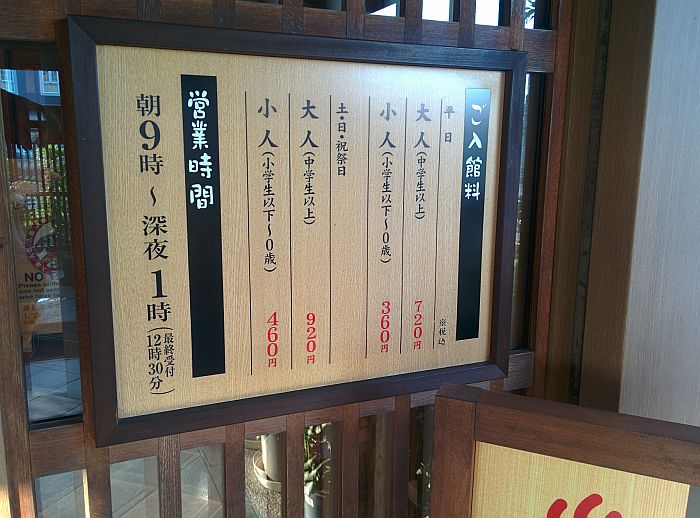 ご入館料
平日 ※税込
大人(中学生以上) 720円
小人(小学生以下〜0歳) 360円
土・日・祝祭日
大人(中学生以上) 920円
小人(小学生以下〜0歳) 460円
営業時間
朝9時〜深夜1時(最終受付12時30分)
NO